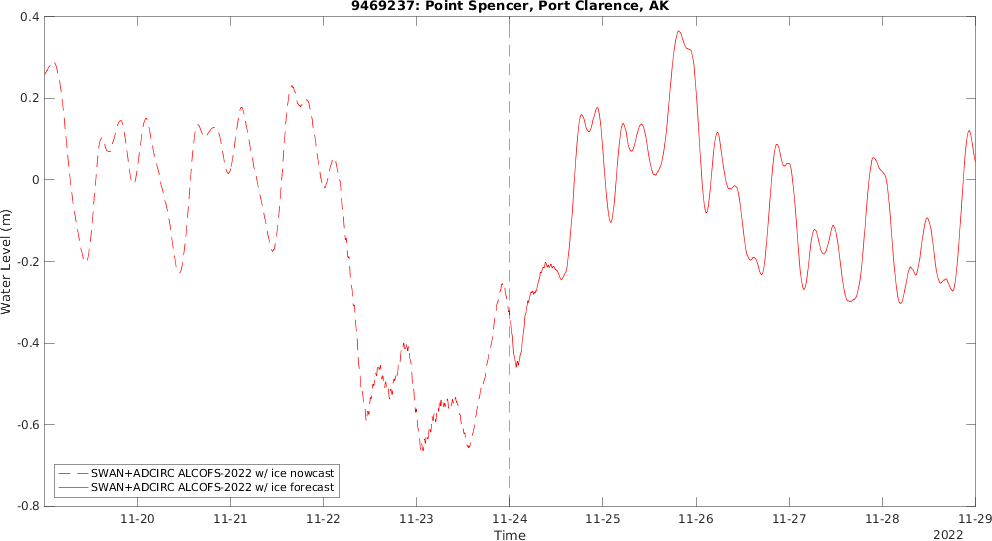 9469237: Point Spencer, Port Clarence, AK
0.4
0.2
0
-0.2
-0.4
-0.6
-0.8
Water Level (m)
SWAN+ADCIRC ALCOFS-2022 w/ ice nowcast
SWAN+ADCIRC ALCOFS-2022 w/ ice forecast
11-20 11-21 11-22 11-23 11-24 11-25 11-26 11-27 11-28 11-29
Time
2022